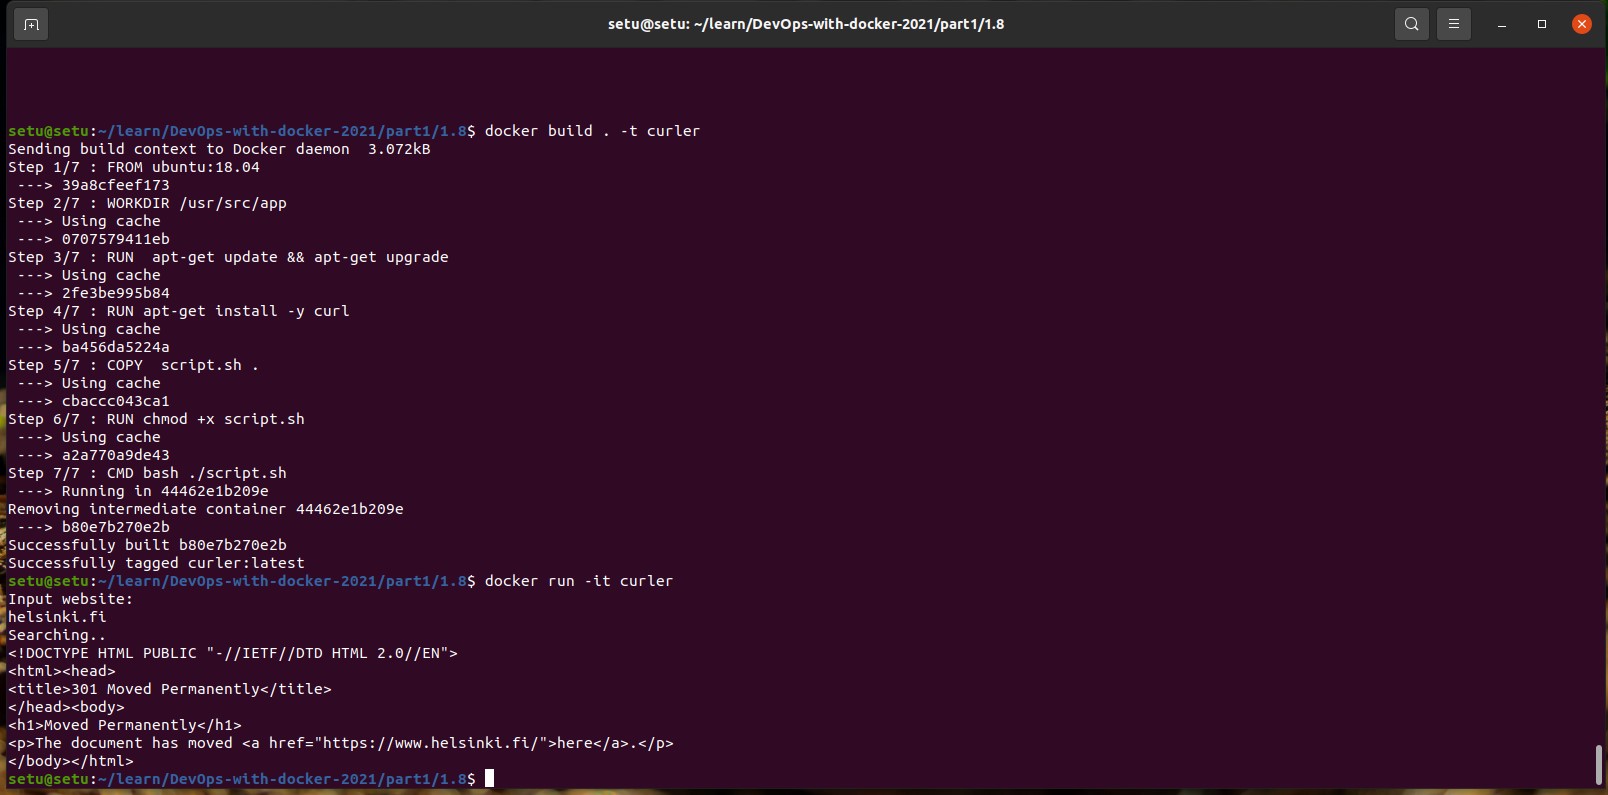 setu@setu: ~/learn/DevOps-with-docker-2021/part1/1.8
setu@setu:~/learn/DevOps-with-docker-2021/part1/1.8$ docker build . -t curler
Sending build context to Docker daemon  3.072kB
Step 1/7 : FROM ubuntu:18.04
 ---> 39a8cfeef173
Step 2/7 : WORKDIR /usr/src/app
 ---> Using cache
 ---> 0707579411eb
Step 3/7 : RUN  apt-get update && apt-get upgrade
 ---> Using cache
 ---> 2fe3be995b84
Step 4/7 : RUN apt-get install -y curl
 ---> Using cache
 ---> ba456da5224a
Step 5/7 : COPY  script.sh .
 ---> Using cache
 ---> cbaccc043ca1
Step 6/7 : RUN chmod +x script.sh
 ---> Using cache
 ---> a2a770a9de43
Step 7/7 : CMD bash ./script.sh
 ---> Running in 44462e1b209e
Removing intermediate container 44462e1b209e
 ---> b80e7b270e2b
Successfully built b80e7b270e2b
Successfully tagged curler:latest
setu@setu:~/learn/DevOps-with-docker-2021/part1/1.8$ docker run -it curler
Input website:
helsinki.fi
Searching..
<!DOCTYPE HTML PUBLIC "-//IETF//DTD HTML 2.0//EN">
<html><head>
<title>301 Moved Permanently</title>
</head><body>
<h1>Moved Permanently</h1>
<p>The document has moved <a href="https://www.helsinki.fi/">here</a>.</p>
</body></html>
setu@setu:~/learn/DevOps-with-docker-2021/part1/1.8$